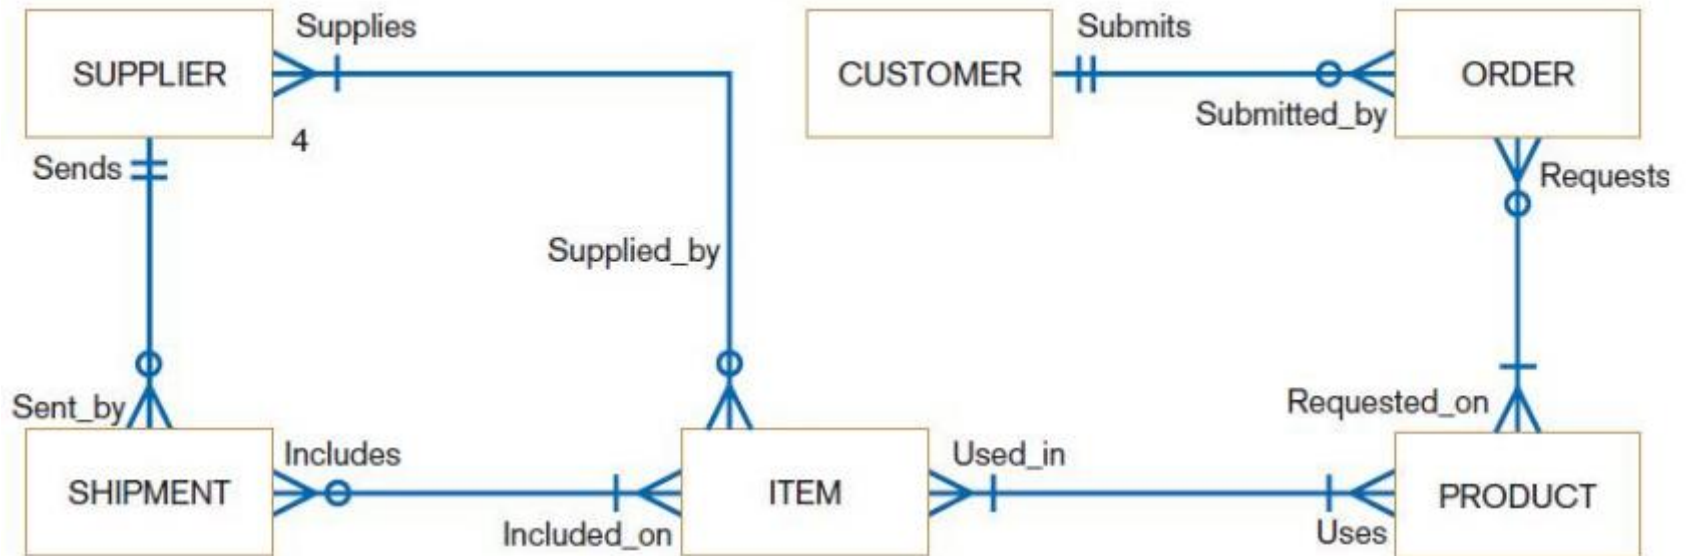 Supplies
Submits
SUPPLIER
CUSTOMER
ORDER
Submitted_by
4
Sends
Requests
Supplied_by
Sent_by
Requested_on
Includes
Used_in
SHIPMENT
ITEM
PRODUCT
Included_on
Uses